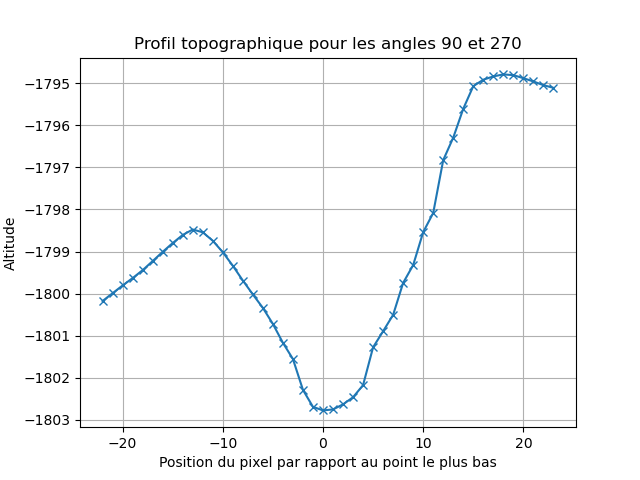 Profil topographique pour les angles 90 et 270
−1795
−1796
−1797
−1798
−1799
−1800
−1801
−1802
−1803
Altitude
−20 −10 0 10 20
Position du pixel par rapport au point le plus bas